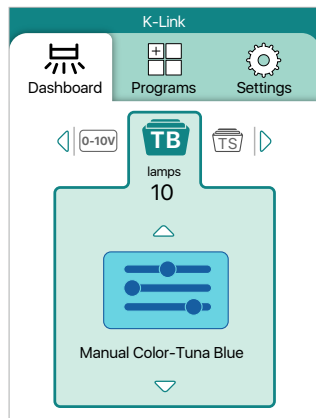 K-Link
Dashboard
Programs
Settings
0-10V
TB
TS
lamps
10
Manual Color-Tuna Blue